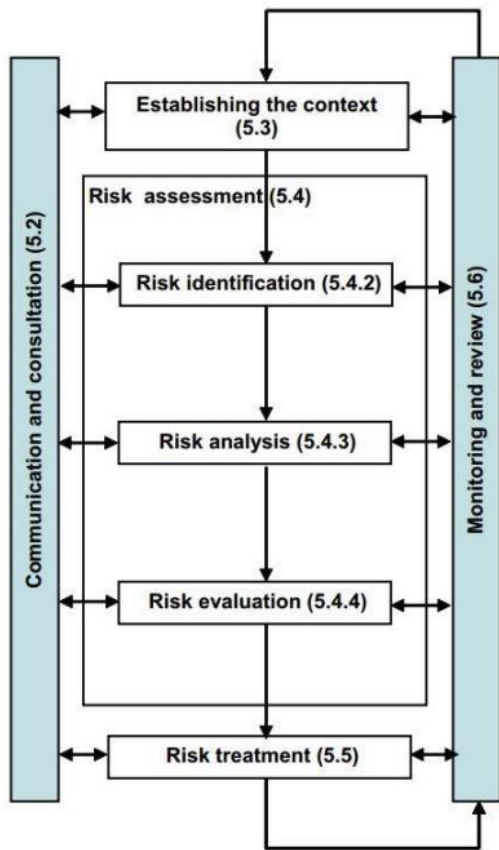 Establishing the context
(5.3)
Risk assessment (5.4)
Risk identification (5.4.2)
Risk analysis (5.4.3)
Risk evaluation (5.4.4)
Risk treatment (5.5)
Communication and consultation (5.2)
Monitoring and review (5.6)